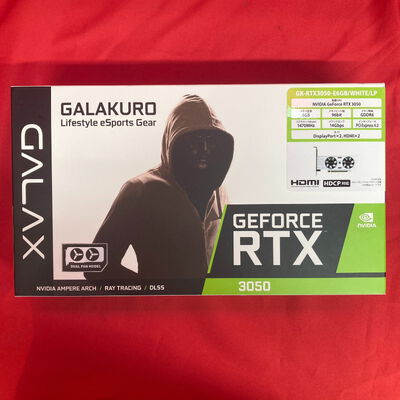 GALAX
GALAKURO
Lifestyle eSports Gear
GK-RTX3050-E6GB/WHITE/LP
NVIDIA GeForce RTX 3050
6GB
96bit
GDDR6
1470MHz
14Gbps
PCI Express 4.0
DisplayPort×2, HDMI×2
HDMI
HDCP
DUAL FAN MODEL
GEFORCE
RTX
3050
NVIDIA
NVIDIA AMPERE ARCH / RAY TRACING / DLSS